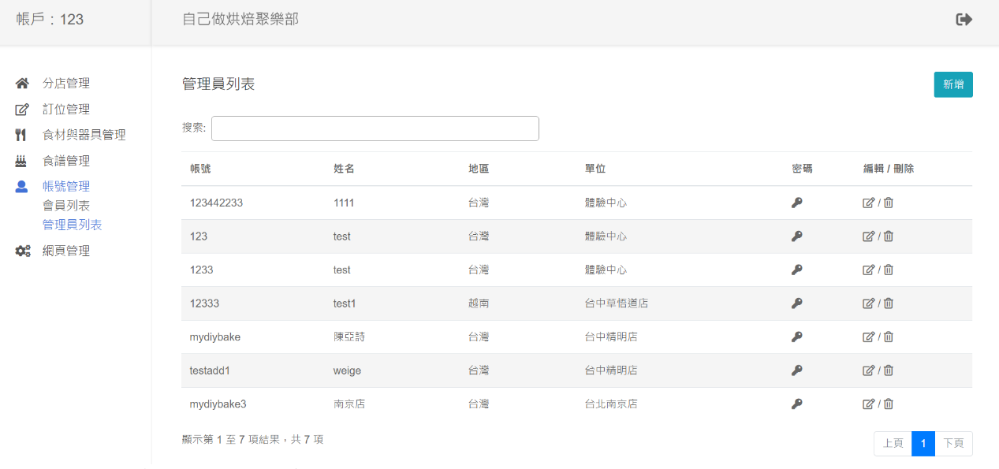 帳戶：123
自己做烘焙聚樂部
分店管理
訂位管理
食材與器具管理
食譜管理
帳號管理
會員列表
管理員列表
網頁管理
管理員列表
新增
搜索:
帳號 姓名 地區 單位 密碼 編輯 / 刪除
123442233 1111 台灣 體驗中心 /
123 test 台灣 體驗中心 /
1233 test 台灣 體驗中心 /
12333 test1 越南 台中草悟道店 /
mydiybake 陳亞詩 台灣 台中精明店 /
testadd1 weige 台灣 台中精明店 /
mydiybake3 南京店 台灣 台北南京店 /
顯示第 1 至 7 項結果，共 7 項
上頁 1 下頁